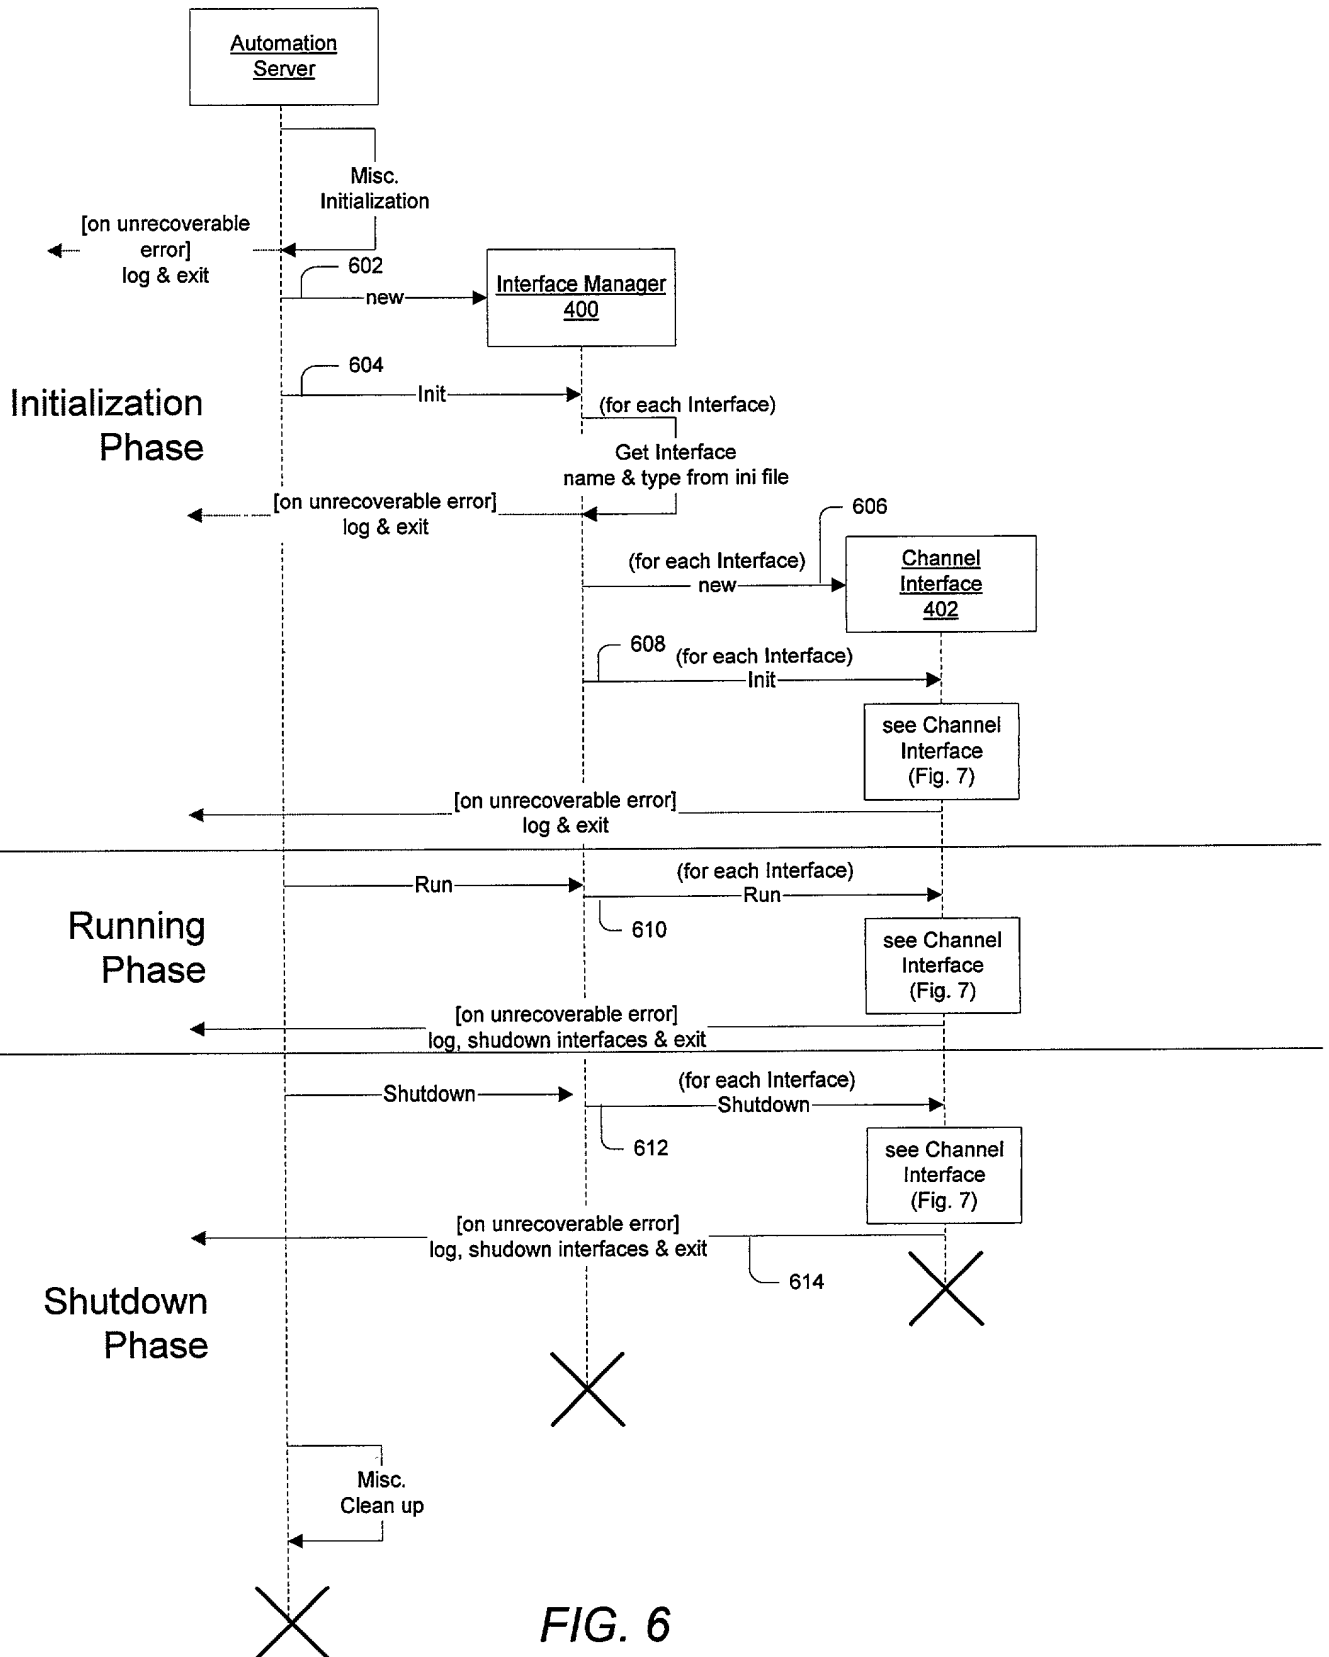 Automation
Server
Misc.
Initialization
[on unrecoverable
error]
log & exit
602
new
Interface Manager
400
604
Init
(for each Interface)
Initialization
Phase
Get Interface
name & type from ini file
[on unrecoverable error]
log & exit
606
(for each Interface)
new
Channel
Interface
402
608
(for each Interface)
Init
see Channel
Interface
(Fig. 7)
[on unrecoverable error]
log & exit
Run
(for each Interface)
Run
610
Running
Phase
see Channel
Interface
(Fig. 7)
[on unrecoverable error]
log, shudown interfaces & exit
Shutdown
(for each Interface)
Shutdown
612
see Channel
Interface
(Fig. 7)
[on unrecoverable error]
log, shudown interfaces & exit
614
Shutdown
Phase
Misc.
Clean up
FIG. 6